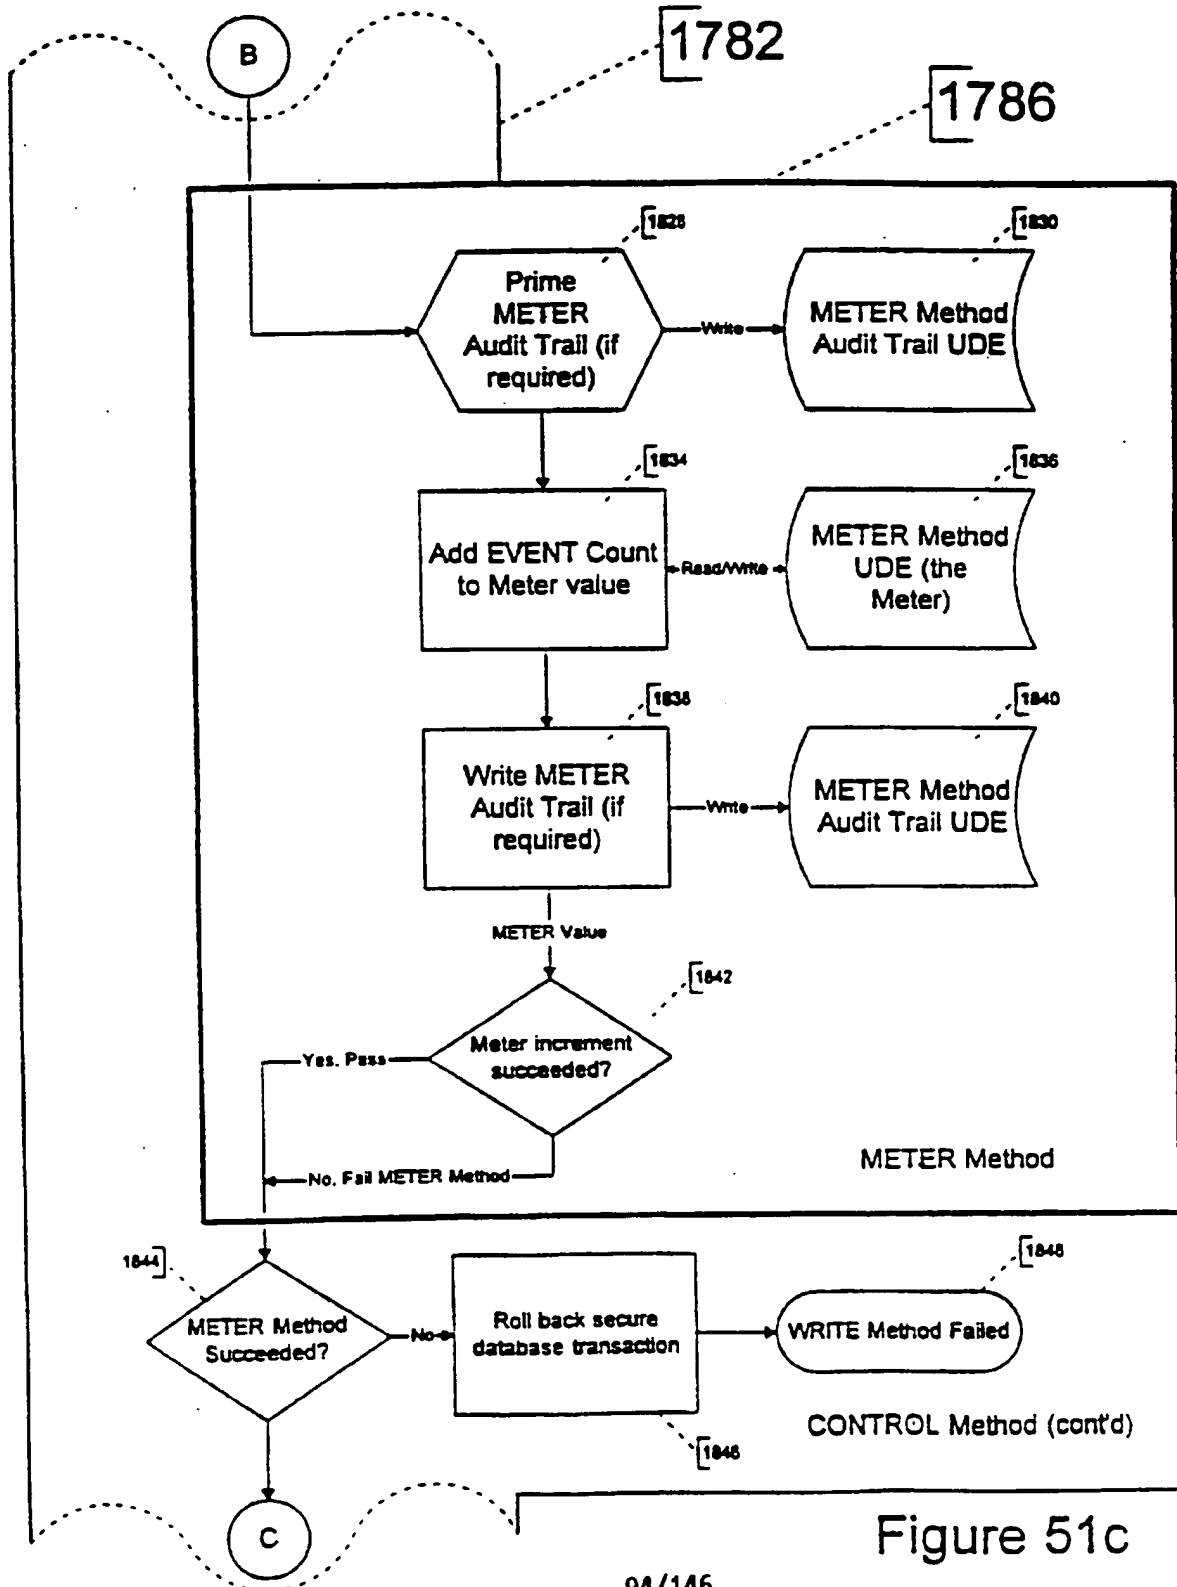 B
1782
1786
1828
1830
Prime
METER
Audit Trail (if
required)
Write
METER Method
Audit Trail UDE
1834
1836
Add EVENT Count
to Meter value
Read/Write
METER Method
UDE (the
Meter)
1838
1840
Write METER
Audit Trail (if
required)
Write
METER Method
Audit Trail UDE
METER Value
1842
Meter increment
succeeded?
Yes. Pass
No. Fail METER Method
METER Method
1844
1848
METER Method
Succeeded?
No
Roll back secure
database transaction
WRITE Method Failed
1846
CONTROL Method (cont'd)
C
Figure 51c
94/146